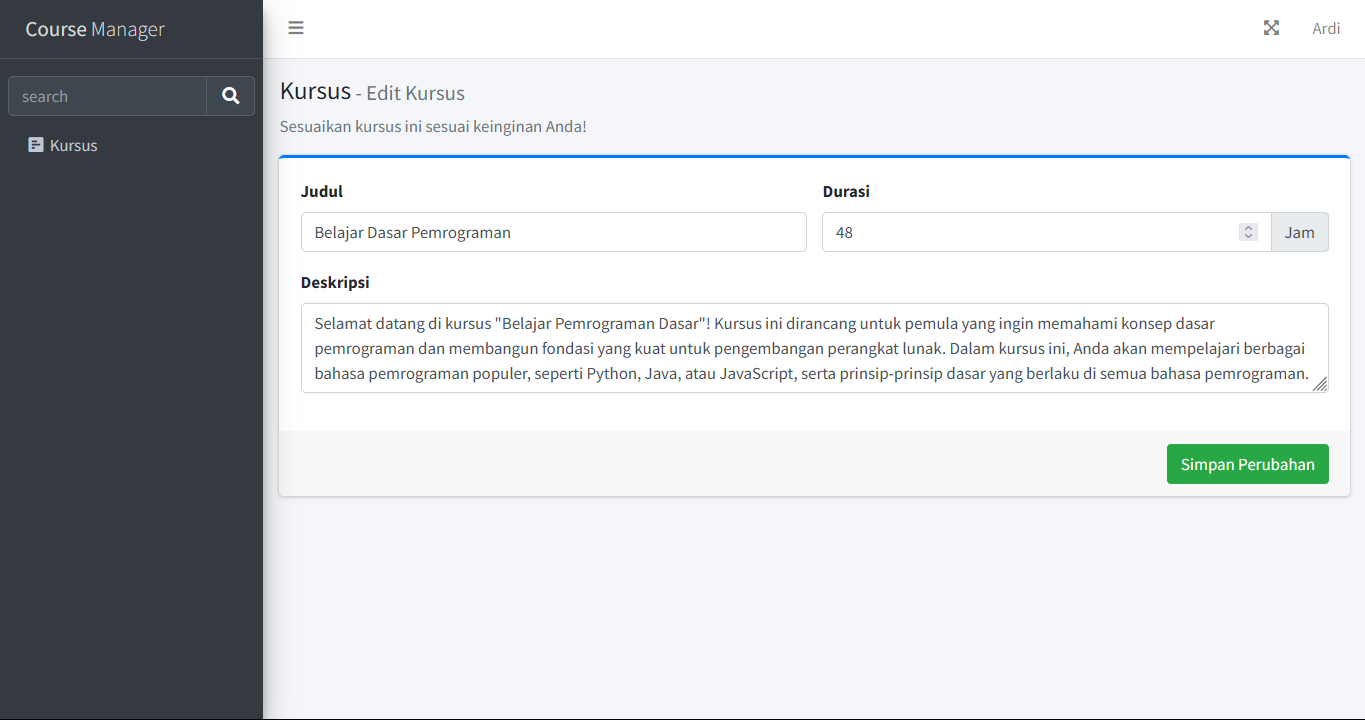 Course Manager
Ardi
search
Kursus
Kursus - Edit Kursus
Sesuaikan kursus ini sesuai keinginan Anda!
Judul
Durasi
Belajar Dasar Pemrograman
48
Jam
Deskripsi
Selamat datang di kursus "Belajar Pemrograman Dasar"! Kursus ini dirancang untuk pemula yang ingin memahami konsep dasar
pemrograman dan membangun fondasi yang kuat untuk pengembangan perangkat lunak. Dalam kursus ini, Anda akan mempelajari berbagai
bahasa pemrograman populer, seperti Python, Java, atau JavaScript, serta prinsip-prinsip dasar yang berlaku di semua bahasa pemrograman.
Simpan Perubahan